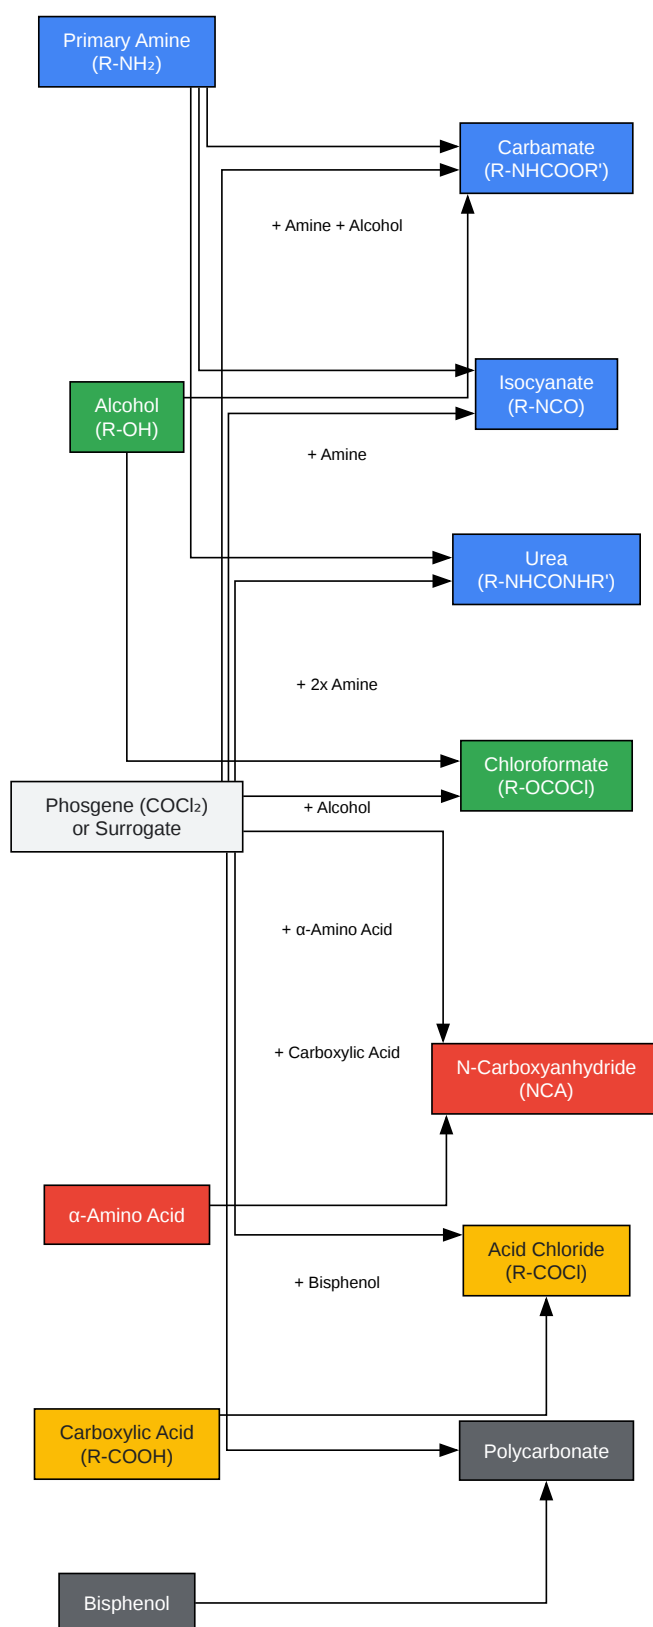 Primary Amine
(R-NH₂)
Carbamate
(R-NHCOOR')
+ Amine + Alcohol
Isocyanate
(R-NCO)
Alcohol
(R-OH)
+ Amine
Urea
(R-NHCONHR')
+ 2x Amine
Chloroformate
(R-OCOCl)
Phosgene (COCl₂)
or Surrogate
+ Alcohol
+ α-Amino Acid
+ Carboxylic Acid
N-Carboxyanhydride
(NCA)
α-Amino Acid
Acid Chloride
(R-COCl)
+ Bisphenol
Carboxylic Acid
(R-COOH)
Polycarbonate
Bisphenol